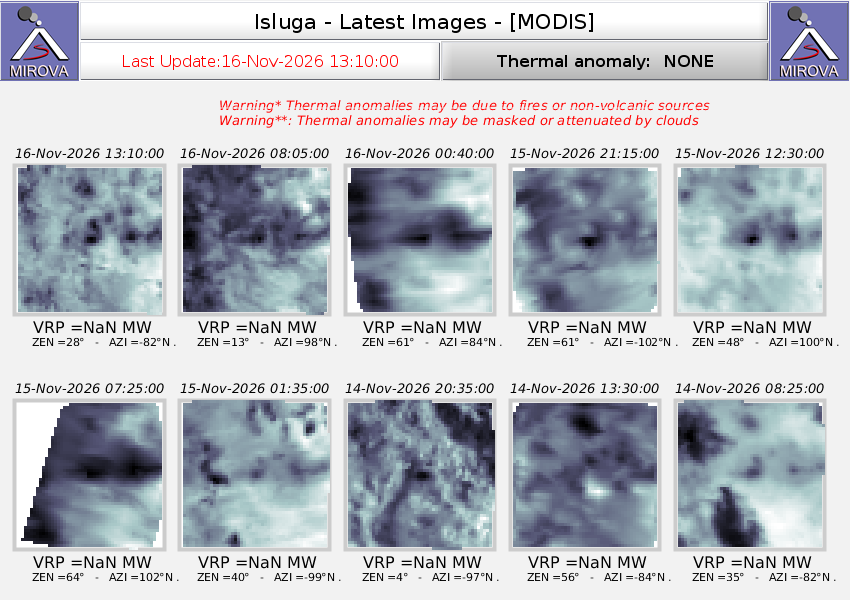 Isluga - Latest Images - [MODIS]
MIROVA
Last Update:16-Nov-2026 13:10:00
Thermal anomaly: NONE
MIROVA
Warning* Thermal anomalies may be due to fires or non-volcanic sources
Warning**: Thermal anomalies may be masked or attenuated by clouds
16-Nov-2026 13:10:00 16-Nov-2026 08:05:00 16-Nov-2026 00:40:00 15-Nov-2026 21:15:00 15-Nov-2026 12:30:00
VRP =NaN MW VRP =NaN MW VRP =NaN MW VRP =NaN MW VRP =NaN MW
ZEN =28° - AZI =-82°N . ZEN =13° - AZI =98°N . ZEN =61° - AZI =84°N . ZEN =61° - AZI =-102°N . ZEN =48° - AZI =100°N .
15-Nov-2026 07:25:00 15-Nov-2026 01:35:00 14-Nov-2026 20:35:00 14-Nov-2026 13:30:00 14-Nov-2026 08:25:00
VRP =NaN MW VRP =NaN MW VRP =NaN MW VRP =NaN MW VRP =NaN MW
ZEN =64° - AZI =102°N . ZEN =40° - AZI =-99°N . ZEN =4° - AZI =-97°N . ZEN =56° - AZI =-84°N . ZEN =35° - AZI =-82°N .